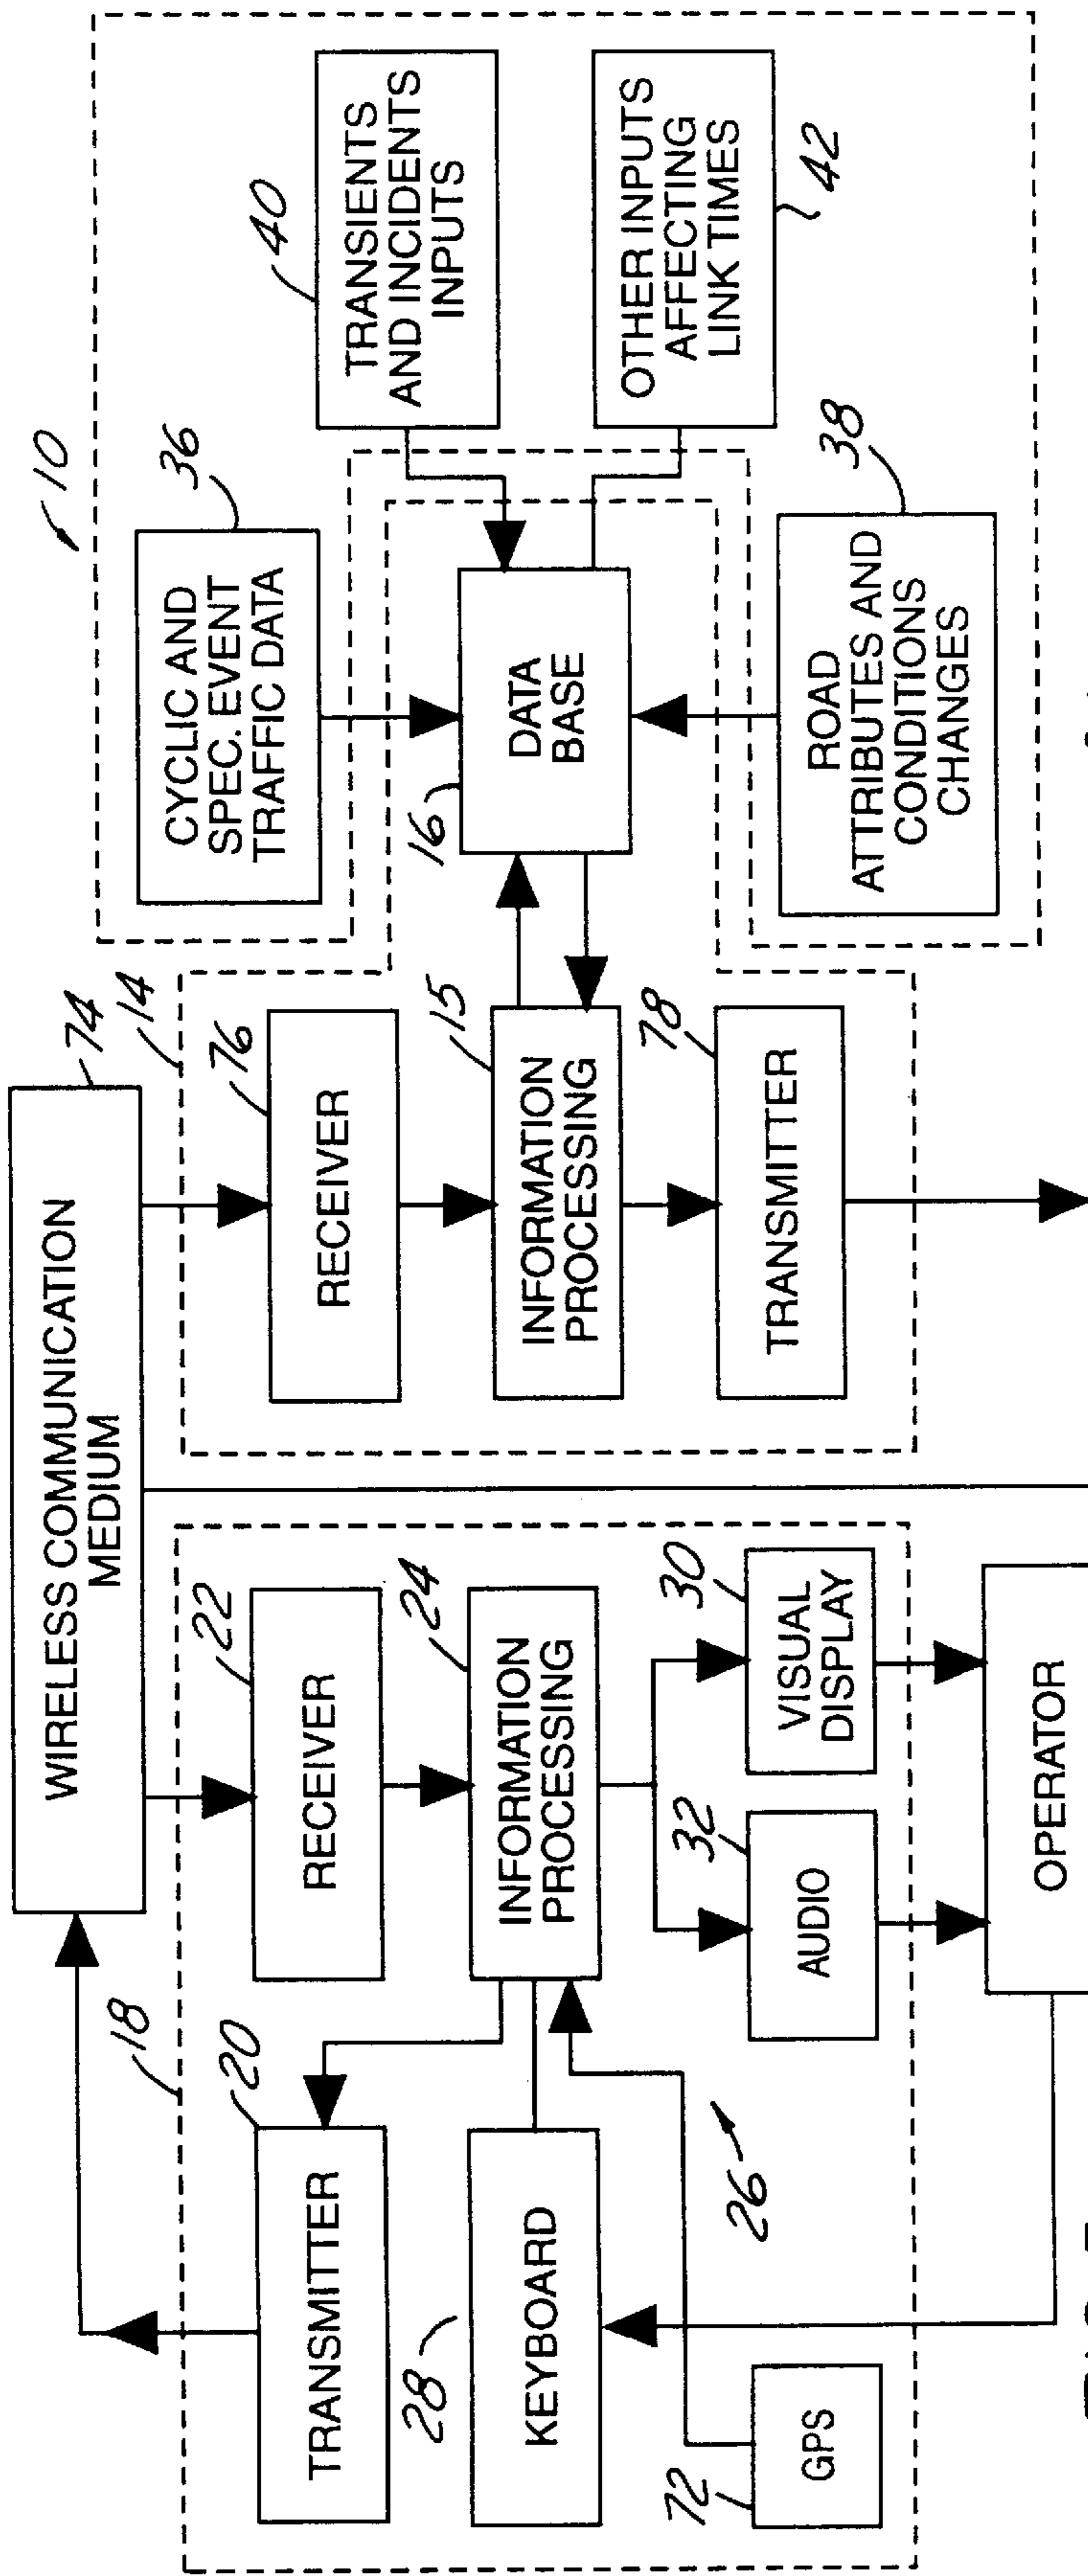 10
74
WIRELESS COMMUNICATION
MEDIUM
18
14
20
TRANSMITTER
22
RECEIVER
76
RECEIVER
36
CYCLIC AND
SPEC. EVENT
TRAFFIC DATA
40
TRANSIENTS
AND INCIDENTS
INPUTS
28
KEYBOARD
24
INFORMATION
PROCESSING
15
INFORMATION
PROCESSING
16
DATA
BASE
42
OTHER INPUTS
AFFECTING
LINK TIMES
26
72
GPS
32
AUDIO
30
VISUAL
DISPLAY
78
TRANSMITTER
38
ROAD
ATTRIBUTES AND
CONDITIONS
CHANGES
OPERATOR